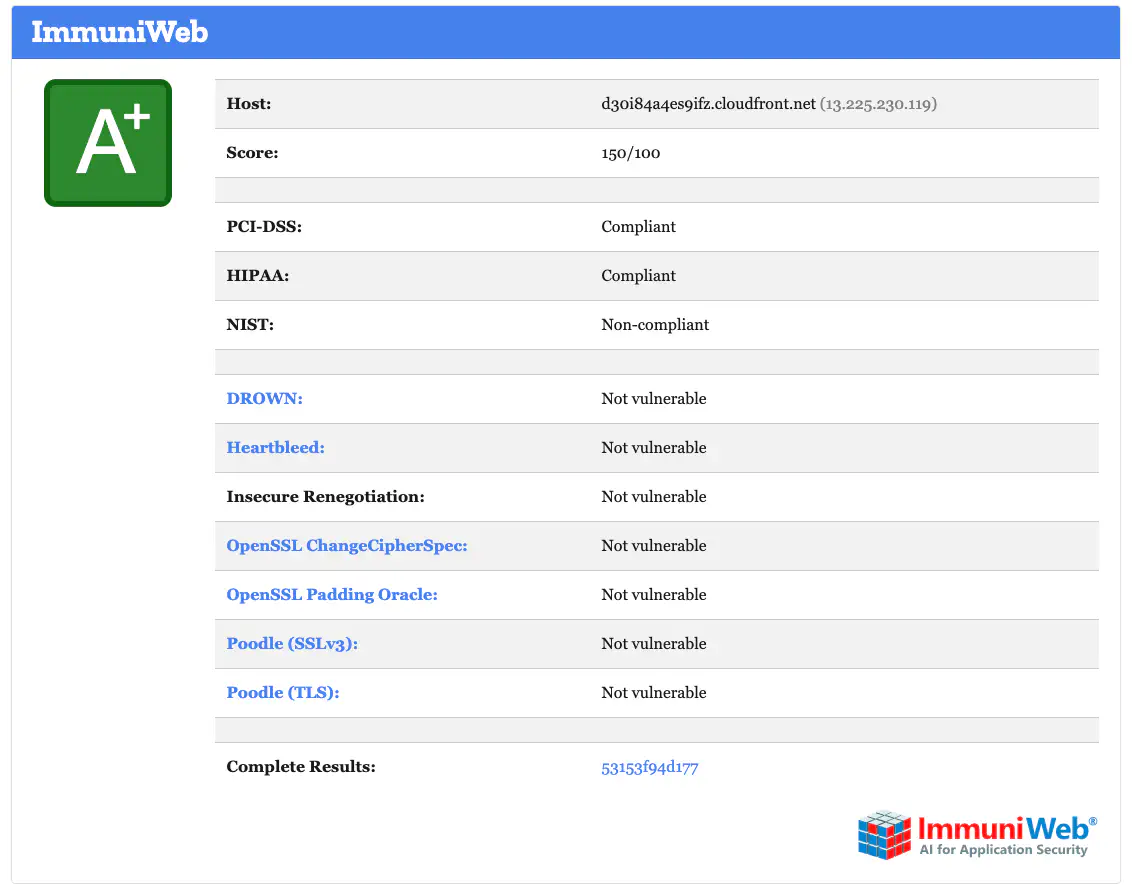 ImmuniWeb
A+
Host: d30i84a4es9ifz.cloudfront.net (13.225.230.119)
Score: 150/100
PCI-DSS: Compliant
HIPAA: Compliant
NIST: Non-compliant
DROWN: Not vulnerable
Heartbleed: Not vulnerable
Insecure Renegotiation: Not vulnerable
OpenSSL ChangeCipherSpec: Not vulnerable
OpenSSL Padding Oracle: Not vulnerable
Poodle (SSLv3): Not vulnerable
Poodle (TLS): Not vulnerable
Complete Results: 53153f94d177
ImmuniWeb®
AI for Application Security